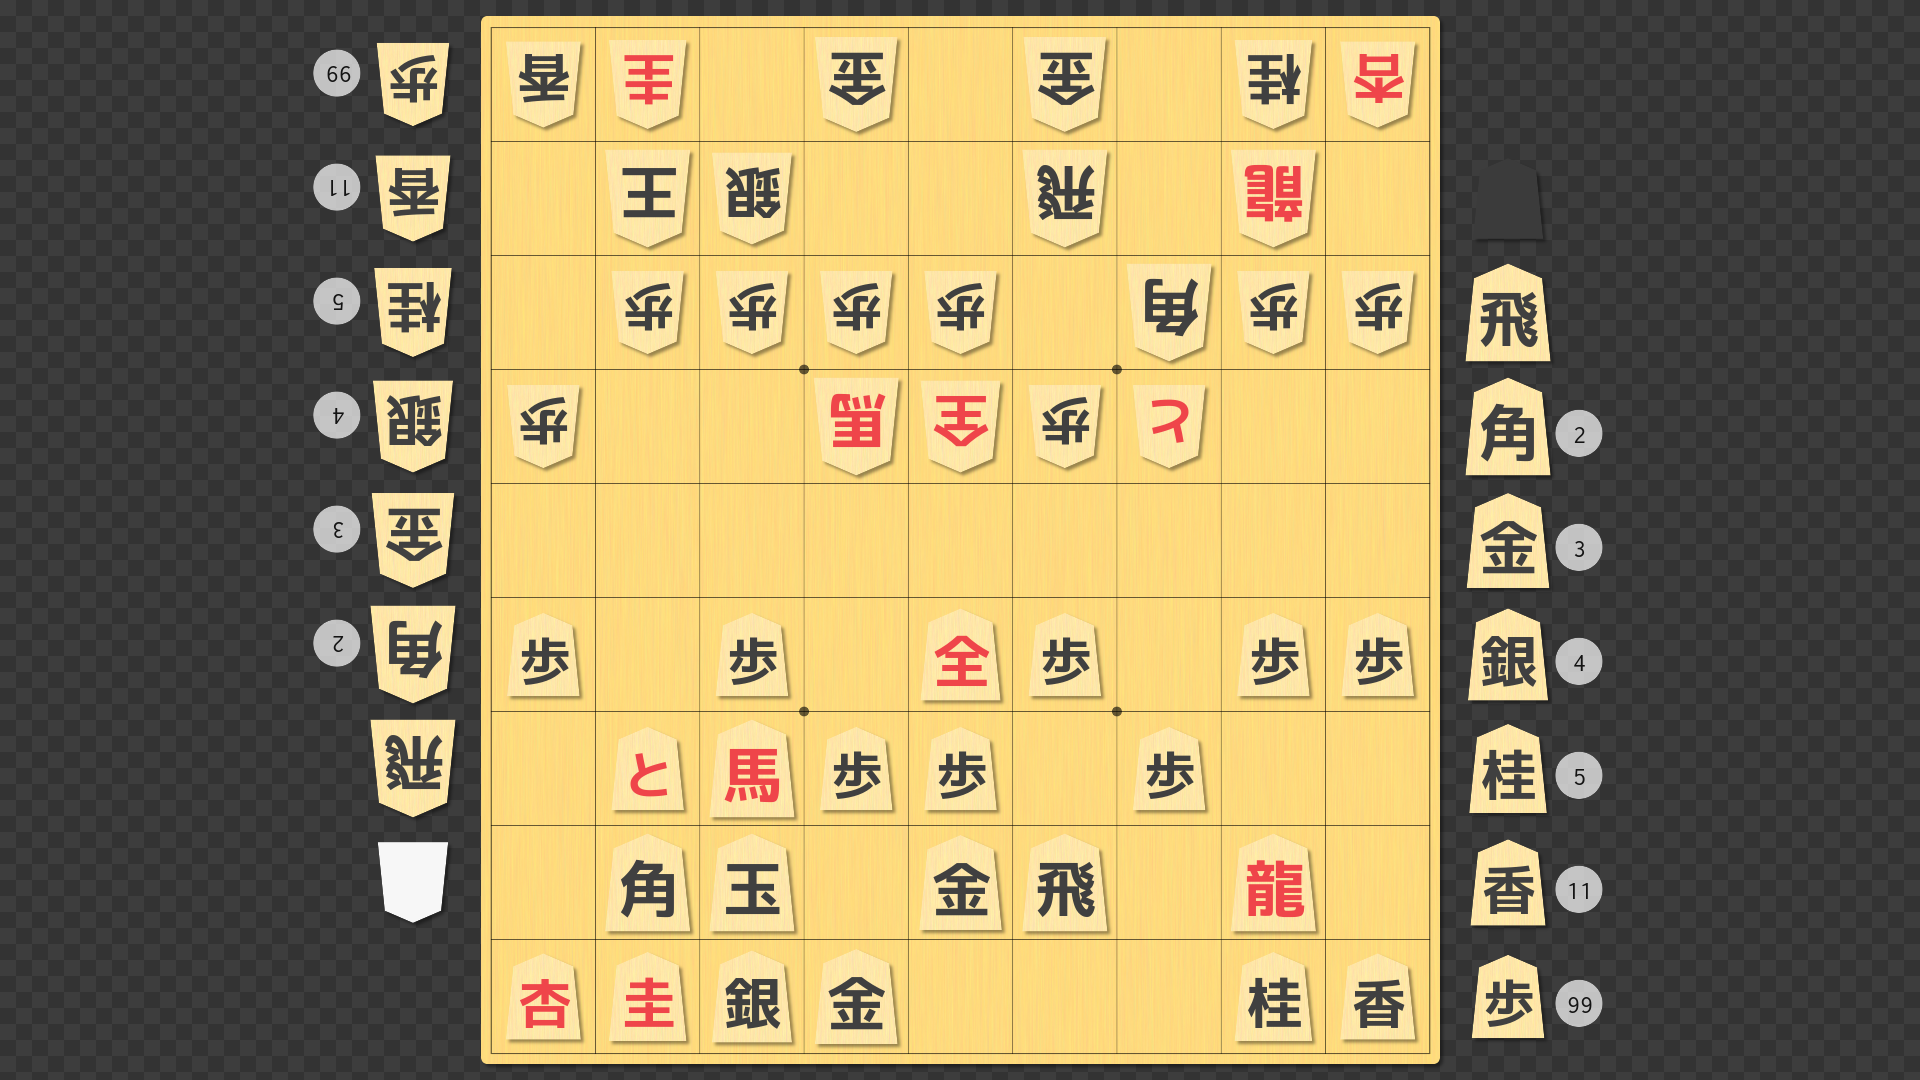 歩 香 圭 金 金 桂 杏
99
香 王 銀 飛 龍
11
桂 歩 歩 歩 歩 角 歩 歩 飛
5
銀 歩 馬 全 歩 と 角
4 2
金 金
3 3
角 歩 歩 全 歩 歩 歩 銀
2 4
飛 と 馬 歩 歩 歩 桂
5
角 玉 金 飛 龍 香
11
杏 圭 銀 金 桂 香 歩
99